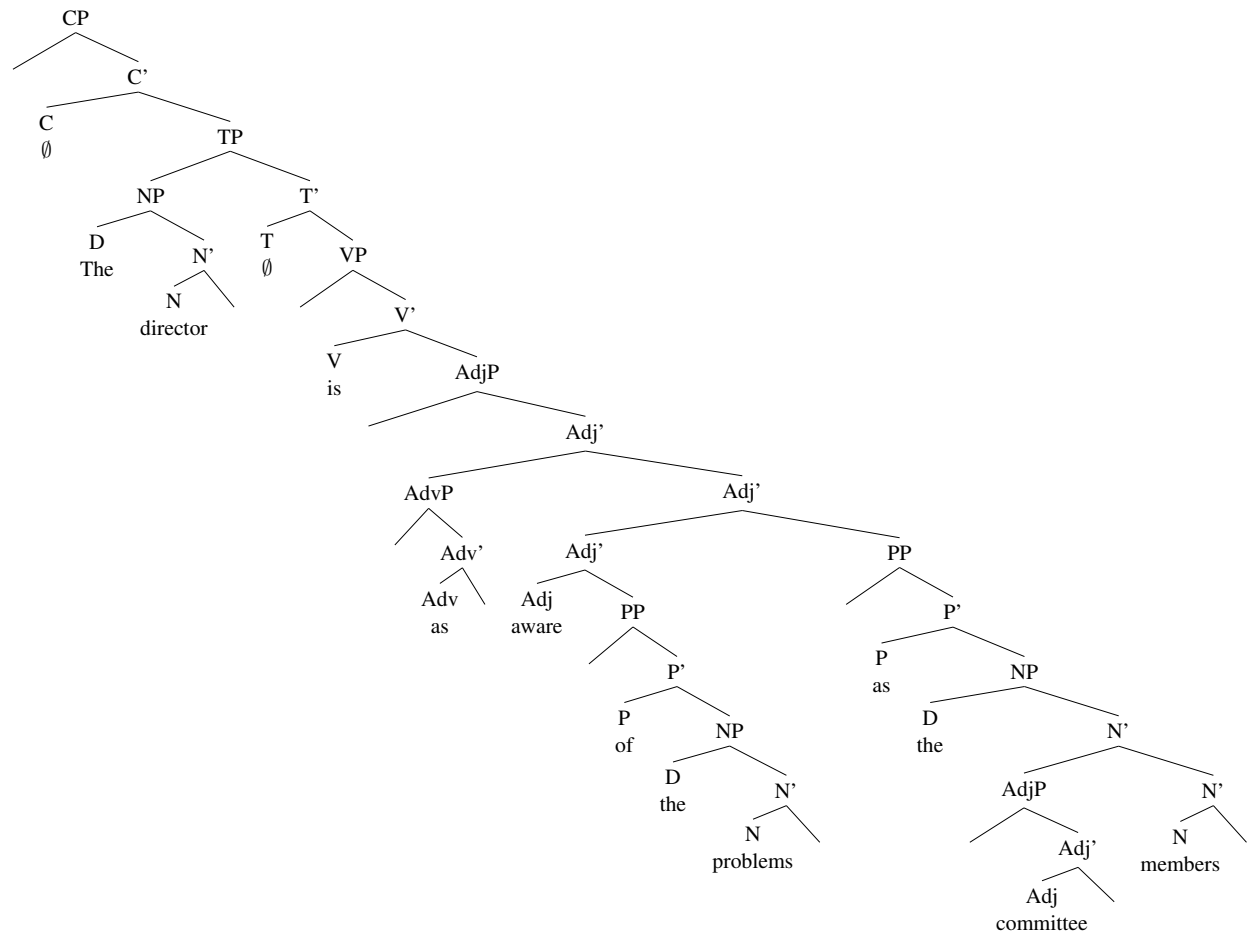 CP
C'
C
∅
TP
NP T'
D
The
N'
T
∅
VP
N
director
V'
V
is
AdjP
Adj'
AdvP Adj'
Adv' Adj' PP
Adv
as
Adj
aware
PP P'
P
as
P' NP
P
of
NP D
the
N'
D
the
N' AdjP N'
N
problems
Adj' N
members
Adj
committee